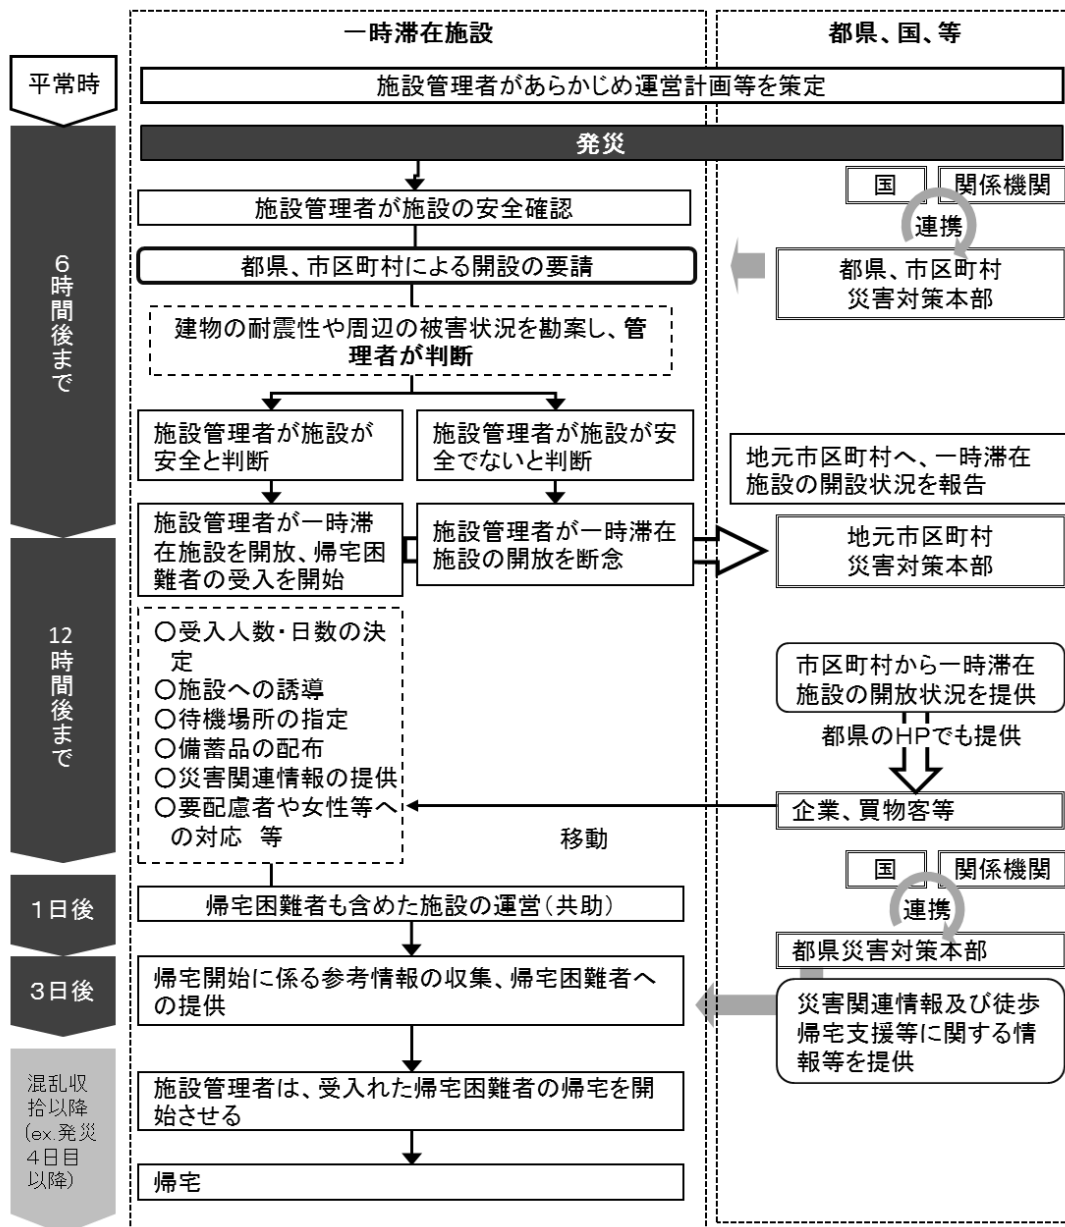 一時滞在施設
都県、国、等
平常時
施設管理者があらかじめ運営計画等を策定
発災
6時間後まで
施設管理者が施設の安全確認
都県、市区町村による開設の要請
国
関係機関
連携
都県、市区町村
災害対策本部
建物の耐震性や周辺の被害状況を勘案し、管
理者が判断
施設管理者が施設が
安全と判断
施設管理者が施設が安
全でないと判断
地元市区町村へ、一時滞在
施設の開設状況を報告
施設管理者が一時滞
在施設を開放、帰宅困
難者の受入を開始
施設管理者が一時滞在
施設の開放を断念
地元市区町村
災害対策本部
12時間後まで
○受入人数・日数の決
定
○施設への誘導
○待機場所の指定
○備蓄品の配布
○災害関連情報の提供
○要配慮者や女性等へ
の対応 等
市区町村から一時滞在
施設の開放状況を提供
都県のHPでも提供
企業、買物客等
移動
国
関係機関
連携
1日後
帰宅困難者も含めた施設の運営(共助)
都県災害対策本部
3日後
帰宅開始に係る参考情報の収集、帰宅困難者へ
の提供
災害関連情報及び徒歩
帰宅支援等に関する情
報等を提供
混乱収
拾以降
(ex.発災
4日目
以降)
施設管理者は、受入れた帰宅困難者の帰宅を開
始させる
帰宅